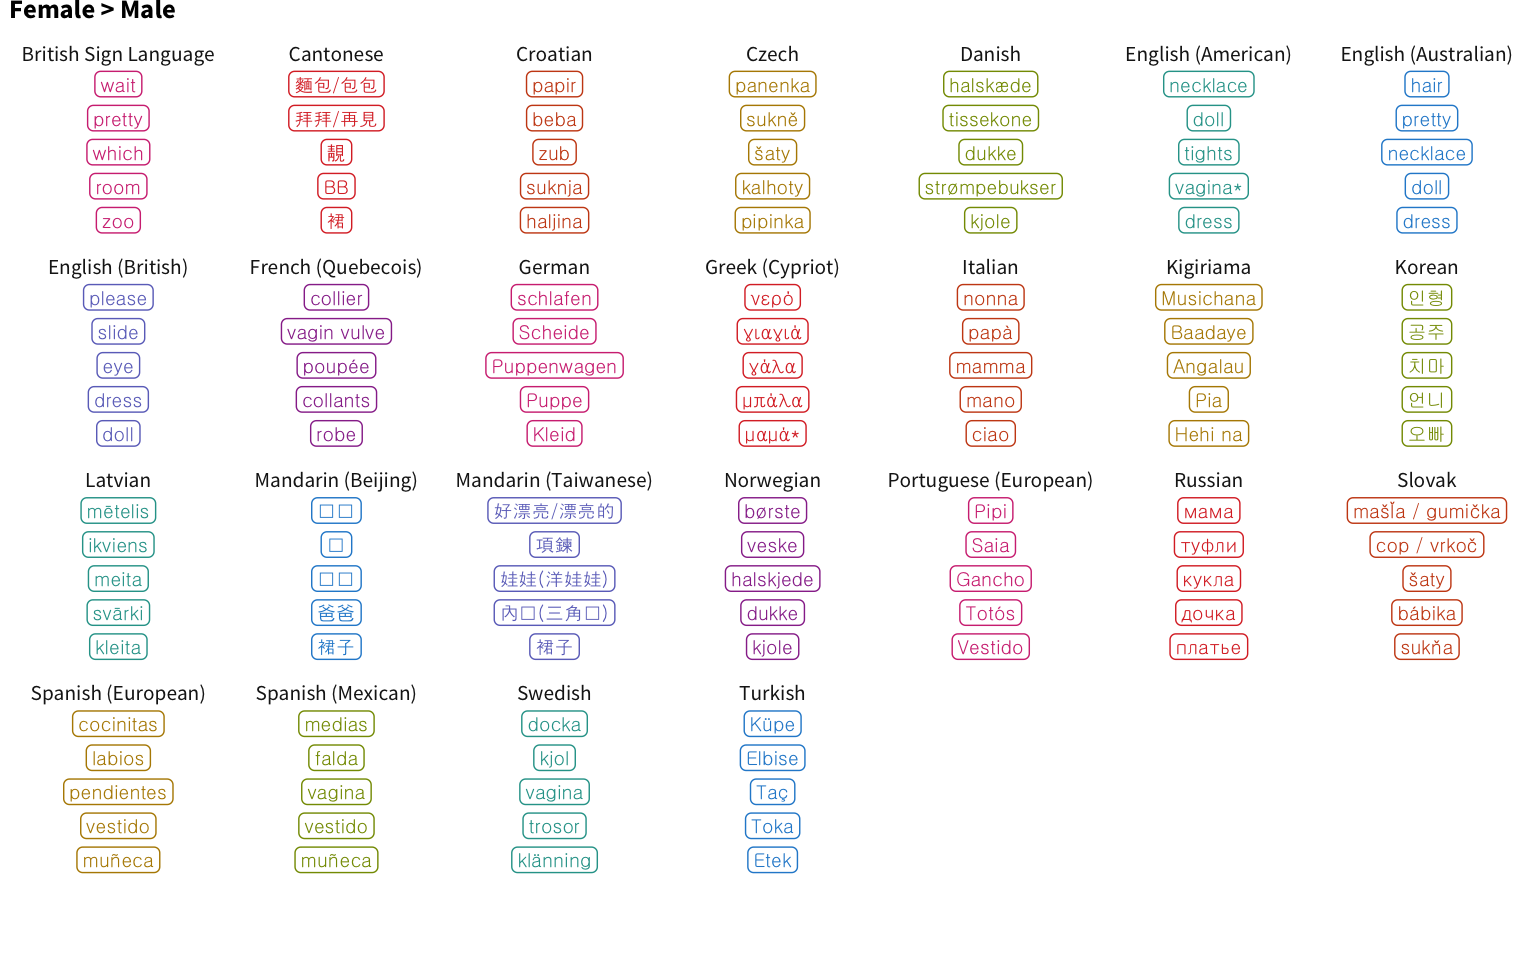 Female > Male
British Sign Language Cantonese Croatian Czech Danish English (American) English (Australian)
wait 麵包/包包 papir panenka halskæde necklace hair
pretty 拜拜/再見 beba sukně tissekone doll pretty
which 靚 zub šaty dukke tights necklace
room BB suknja kalhoty strømpebukser vagina* doll
zoo 裙 haljina pipinka kjole dress dress
English (British) French (Quebecois) German Greek (Cypriot) Italian Kigiriama Korean
please collier schlafen νερό nonna Musichana 인형
slide vagin vulve Scheide γιαγιά papà Baadaye 공주
eye poupée Puppenwagen γάλα mamma Angalau 치마
dress collants Puppe μπάλα mano Pia 언니
doll robe Kleid μαμά* ciao Hehi na 오빠
Latvian Mandarin (Beijing) Mandarin (Taiwanese) Norwegian Portuguese (European) Russian Slovak
mētelis □□ 好漂亮/漂亮的 børste Pipi мама mašľa / gumička
ikviens □ 項鍊 veske Saia туфли cop / vrkoč
meita □□ 娃娃(洋娃娃) halskjede Gancho кукла šaty
svārki 爸爸 內□(三角□) dukke Totós дочка bábika
kleita 裙子 裙子 kjole Vestido платье sukňa
Spanish (European) Spanish (Mexican) Swedish Turkish
cocinitas medias docka Küpe
labios falda kjol Elbise
pendientes vagina vagina Taç
vestido vestido trosor Toka
muñeca muñeca klänning Etek